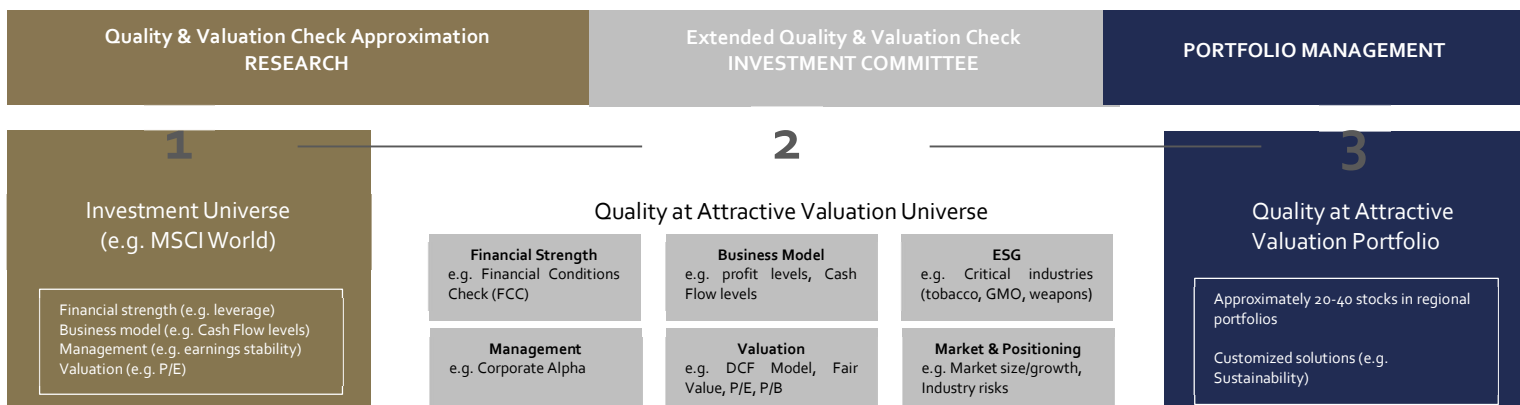 Quality & Valuation Check Approximation
RESEARCH
Extended Quality & Valuation Check
INVESTMENT COMMITTEE
PORTFOLIO MANAGEMENT
1
2
3
Investment Universe
(e.g. MSCI World)
Financial strength (e.g. leverage)
Business model (e.g. Cash Flow levels)
Management (e.g. earnings stability)
Valuation (e.g. P/E)
Quality at Attractive Valuation Universe
Financial Strength
e.g. Financial Conditions
Check (FCC)
Business Model
e.g. profit levels, Cash
Flow levels
ESG
e.g. Critical industries
(tobacco, GMO, weapons)
Management
e.g. Corporate Alpha
Valuation
e.g. DCF Model, Fair
Value, P/E, P/B
Market & Positioning
e.g. Market size/growth,
Industry risks
Quality at Attractive
Valuation Portfolio
Approximately 20-40 stocks in regional
portfolios
Customized solutions (e.g.
Sustainability)